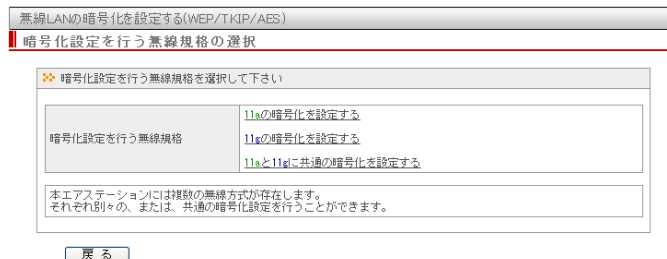 無線LANの暗号化を設定する(WEP/TKIP/AES)
暗号化設定を行う無線規格の選択
暗号化設定を行う無線規格を選択して下さい
暗号化設定を行う無線規格
11aの暗号化を設定する
11gの暗号化を設定する
11aと11gに共通の暗号化を設定する
本エアステーションには複数の無線方式が存在します。
それぞれ別々の、または、共通の暗号化設定を行うことができます。
戻る